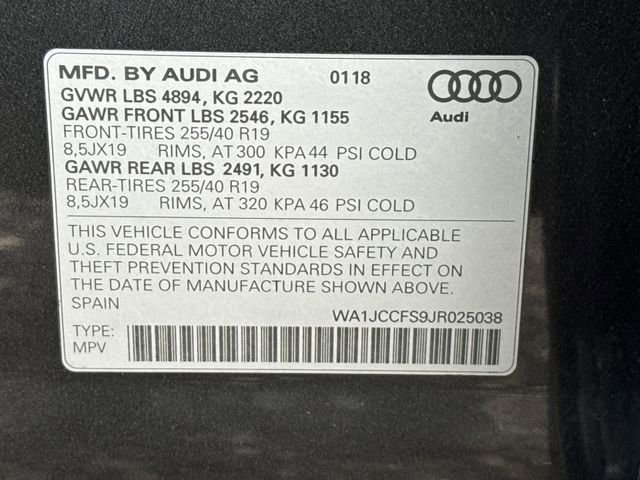 MFD. BY AUDI AG 0118
GVWR LBS 4894, KG 2220
GAWR FRONT LBS 2546, KG 1155
FRONT-TIRES 255/40 R19
8,5JX19 RIMS, AT 300 KPA 44 PSI COLD
GAWR REAR LBS 2491, KG 1130
REAR-TIRES 255/40 R19
8,5JX19 RIMS, AT 320 KPA 46 PSI COLD
Audi
THIS VEHICLE CONFORMS TO ALL APPLICABLE
U.S. FEDERAL MOTOR VEHICLE SAFETY AND
THEFT PREVENTION STANDARDS IN EFFECT ON
THE DATE OF MANUFACTURE SHOWN ABOVE.
SPAIN WA1JCCFS9JR025038
TYPE:
MPV